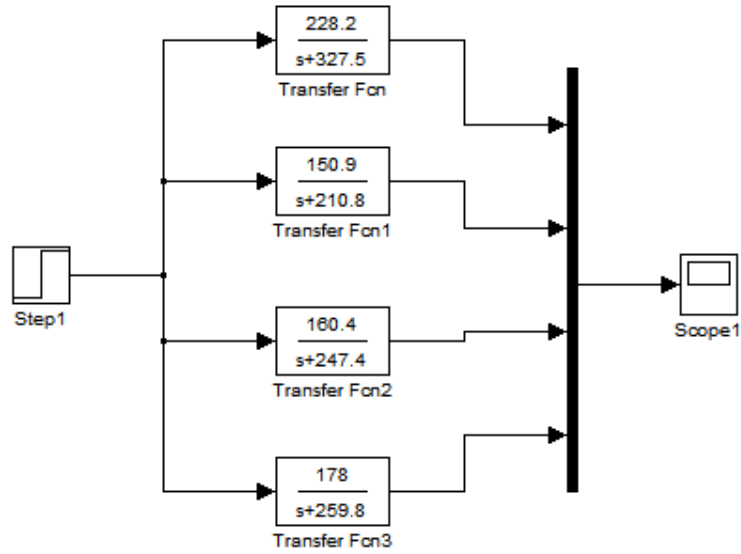 228.2
s+327.5
Transfer Fcn
150.9
s+210.8
Transfer Fcn1
Step1
160.4
s+247.4
Transfer Fcn2
Scope1
178
s+259.8
Transfer Fcn3